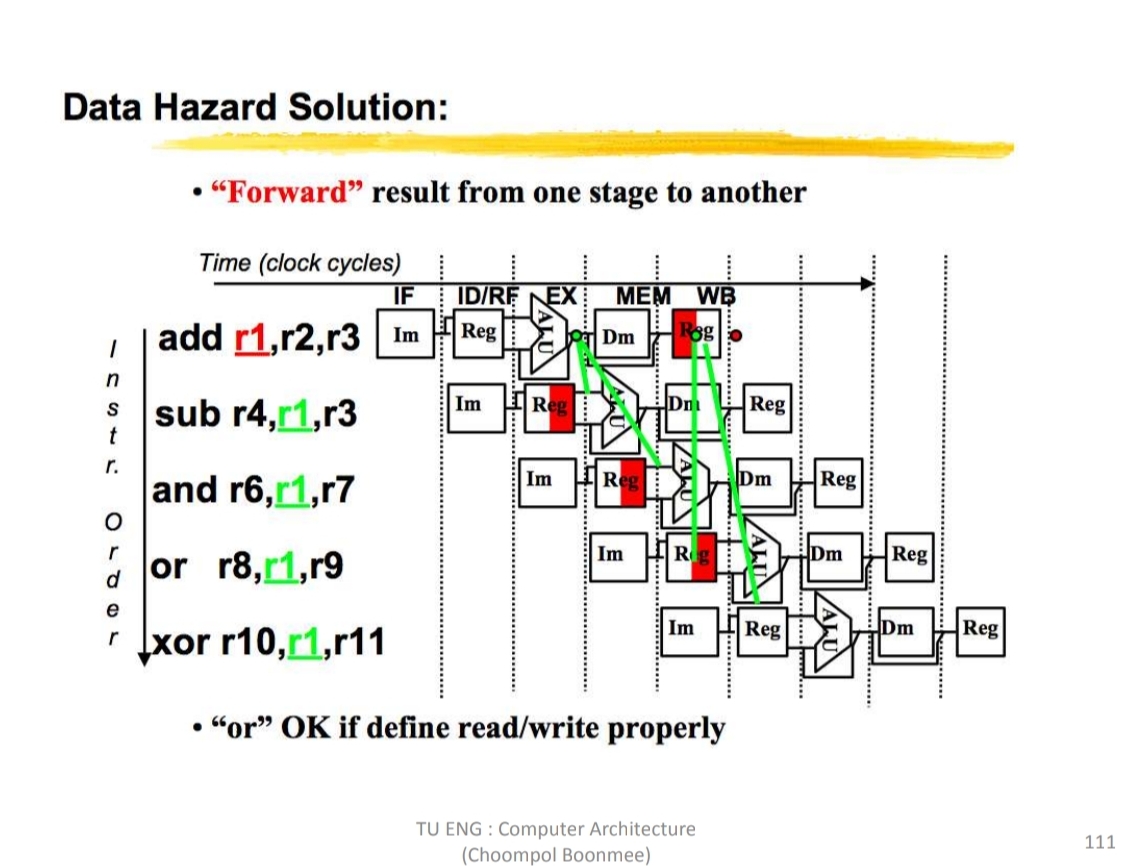 Data Hazard Solution:
• “Forward” result from one stage to another
Time (clock cycles)
IF ID/RF EX MEM WB
Instr. Order
add r1,r2,r3 Im Reg ALU Dm Reg
sub r4,r1,r3 Im Reg ALU Dm Reg
and r6,r1,r7 Im Reg ALU Dm Reg
or r8,r1,r9 Im Reg ALU Dm Reg
xor r10,r1,r11 Im Reg ALU Dm Reg
• “or” OK if define read/write properly
TU ENG : Computer Architecture
(Choompol Boonmee)
111